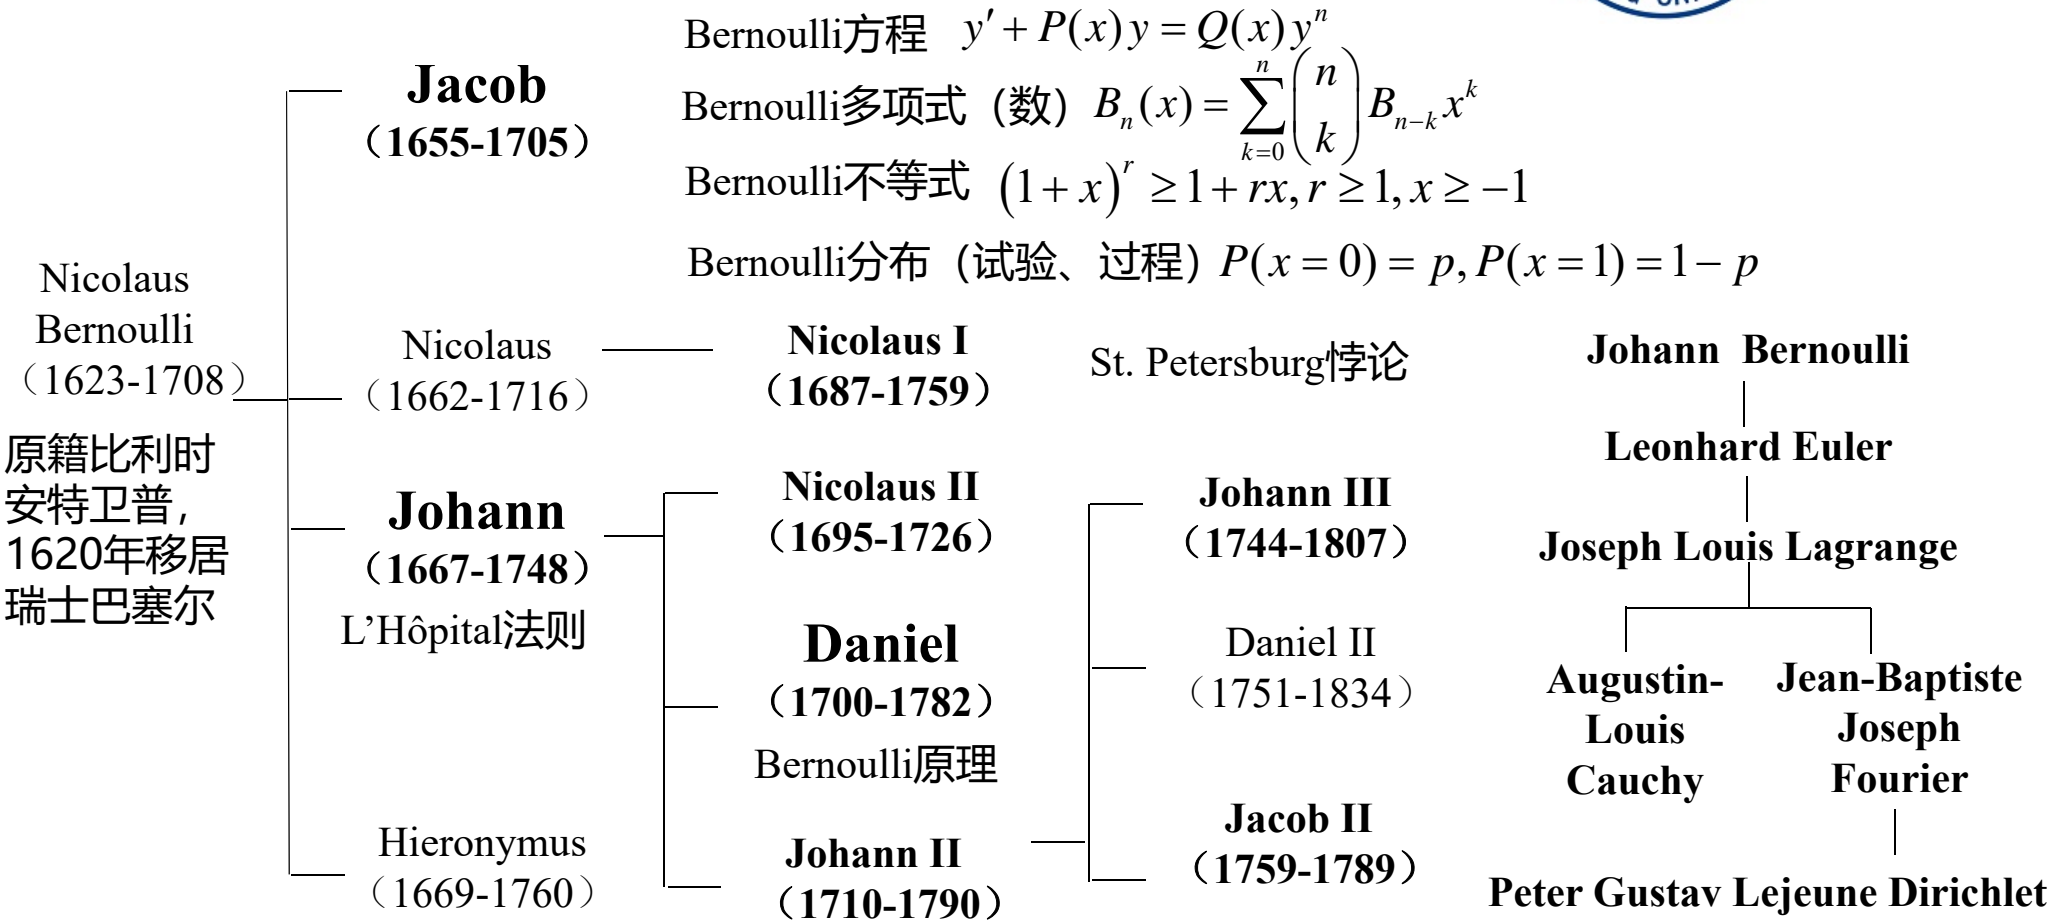 Bernoulli方程 y′ + P(x)y = Q(x)yⁿ
Jacob
（1655-1705）
Bernoulli多项式（数）Bₙ(x) = ∑_{k=0}^{n} (n k) B_{n−k} x^k
Bernoulli不等式 (1 + x)^r ≥ 1 + rx, r ≥ 1, x ≥ −1
Bernoulli分布（试验、过程）P(x = 0) = p, P(x = 1) = 1 − p
Nicolaus
Bernoulli
（1623-1708）
原籍比利时
安特卫普，
1620年移居
瑞士巴塞尔
Nicolaus
（1662-1716）
Nicolaus I
（1687-1759）
St. Petersburg悖论
Johann
（1667-1748）
L’Hôpital法则
Nicolaus II
（1695-1726）
Daniel
（1700-1782）
Bernoulli原理
Hieronymus
（1669-1760）
Johann II
（1710-1790）
Johann III
（1744-1807）
Daniel II
（1751-1834）
Jacob II
（1759-1789）
Johann Bernoulli
Leonhard Euler
Joseph Louis Lagrange
Augustin-
Louis
Cauchy
Jean-Baptiste
Joseph
Fourier
Peter Gustav Lejeune Dirichlet